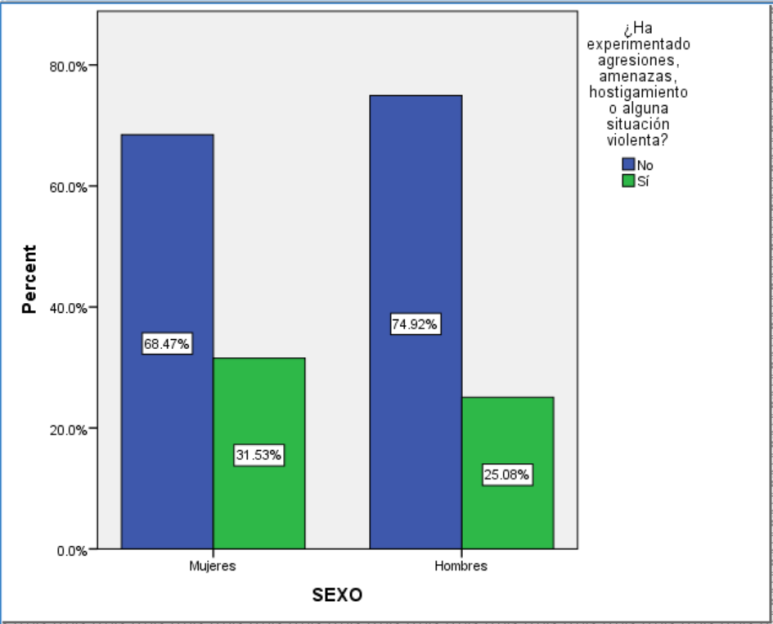 ¿Ha
experimentado
agresiones,
amenazas,
hostigamiento
o alguna
situación
violenta?
No
Sí
Percent
80.0%
60.0%
40.0%
20.0%
0.0%
68.47%
31.53%
74.92%
25.08%
Mujeres
Hombres
SEXO